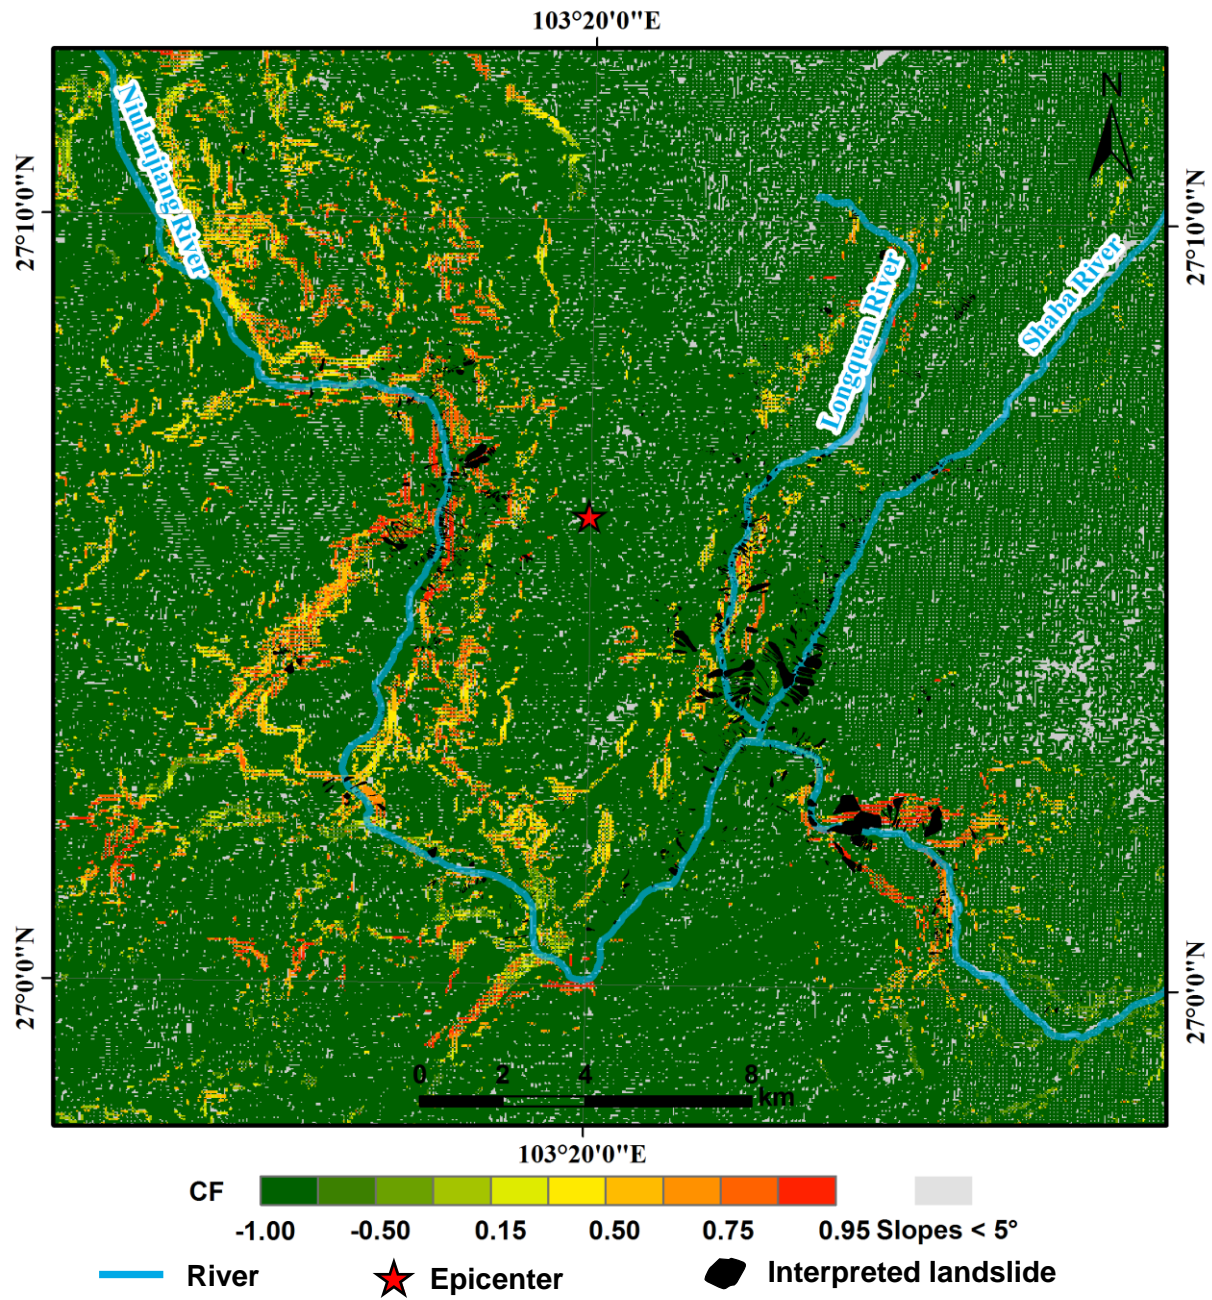 103°20'0"E
N
Niulanjiang River
27°10'0"N
27°10'0"N
Longquan River
Shaba River
27°0'0"N
27°0'0"N
0 2 4 8
km
103°20'0"E
CF
-1.00 -0.50 0.15 0.50 0.75 0.95 Slopes < 5°
River Epicenter Interpreted landslide